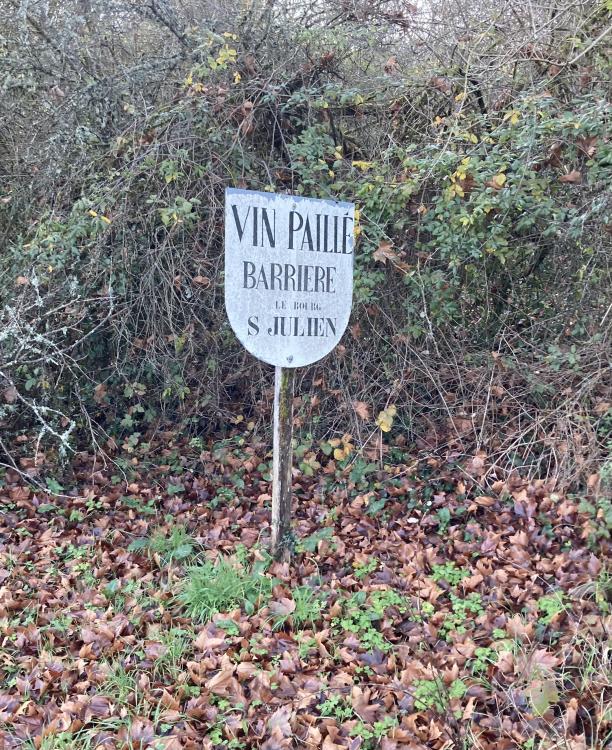 VIN PAILLÉ
BARRIERE
LE BOURG
S JULIEN